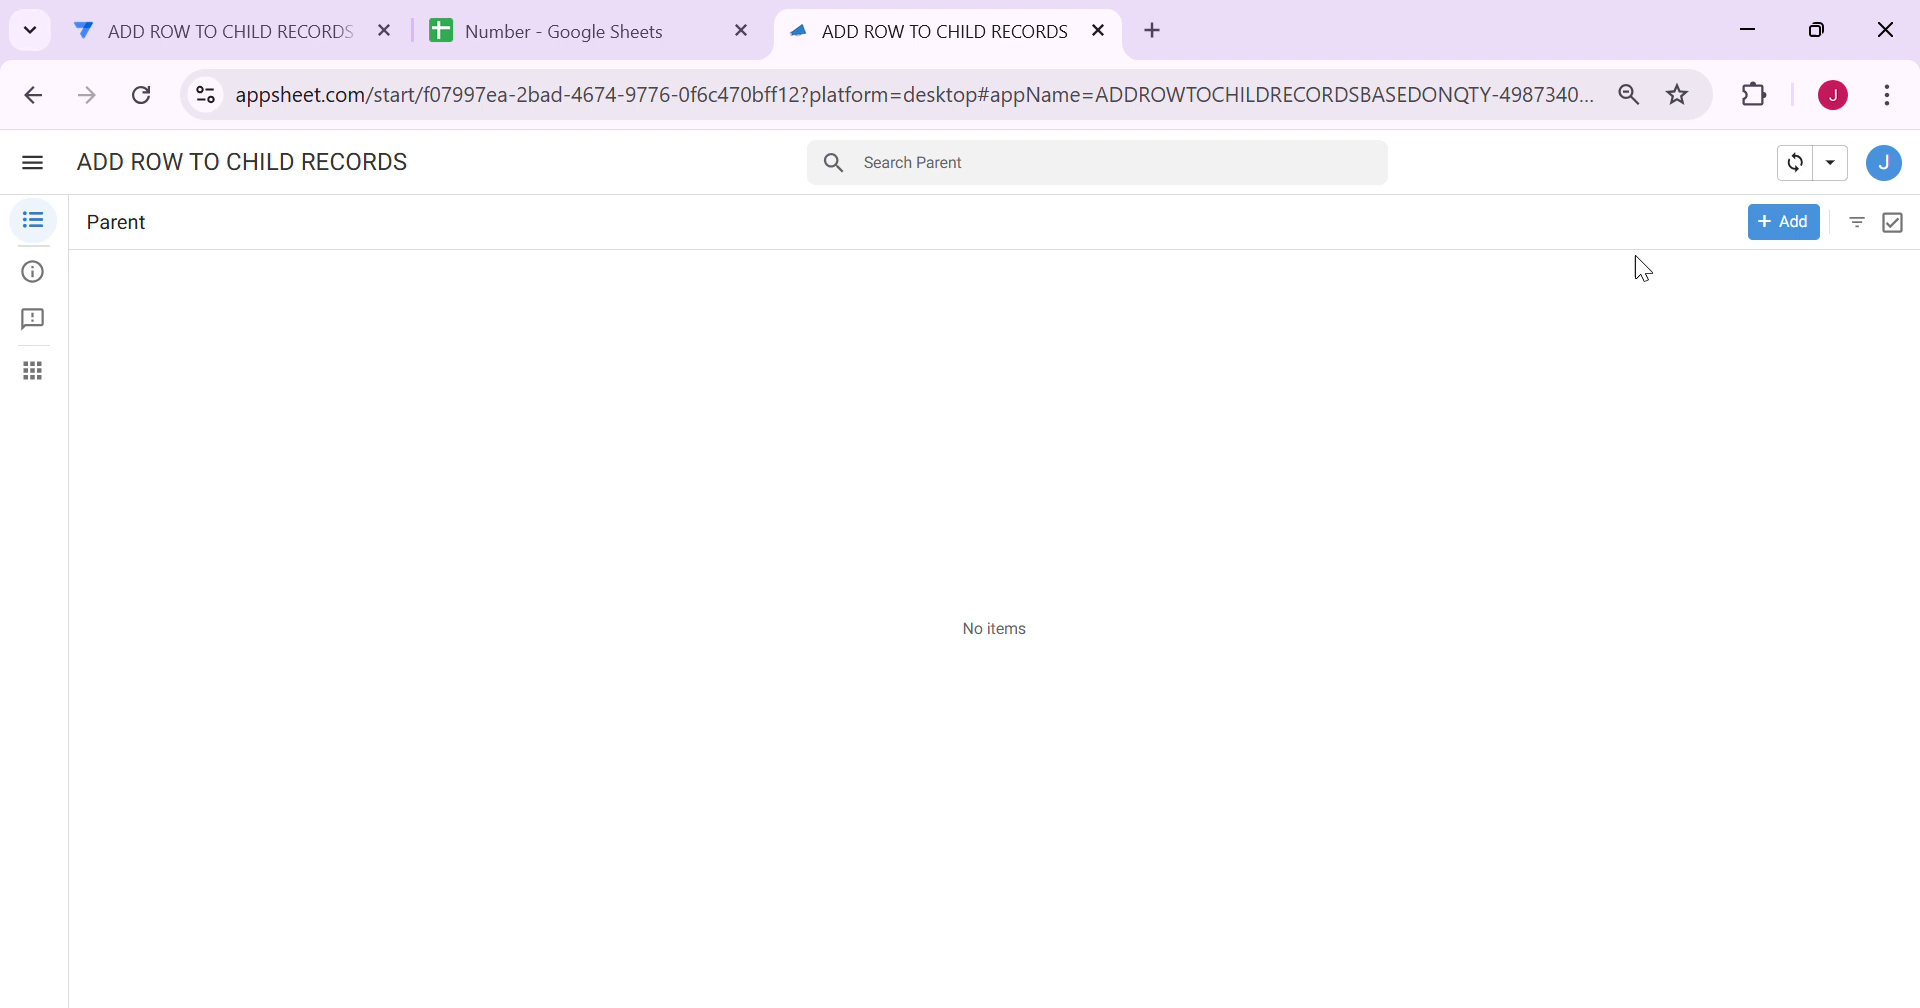 ADD ROW TO CHILD RECORDS
Number - Google Sheets
ADD ROW TO CHILD RECORDS
appsheet.com/start/f07997ea-2bad-4674-9776-0f6c470bff12?platform=desktop#appName=ADDROWTOCHILDRECORDSBASEDONQTY-4987340...
J
ADD ROW TO CHILD RECORDS
Search Parent
J
Parent
+ Add
No items